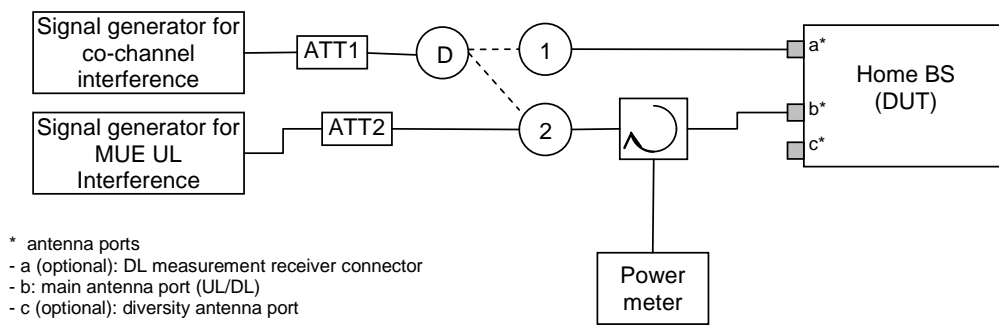 Signal generator for
co-channel
interference
ATT1
D
1
a*
Home BS
(DUT)
Signal generator for
MUE UL
Interference
ATT2
2
b*
c*
Power
meter
* antenna ports
- a (optional): DL measurement receiver connector
- b: main antenna port (UL/DL)
- c (optional): diversity antenna port